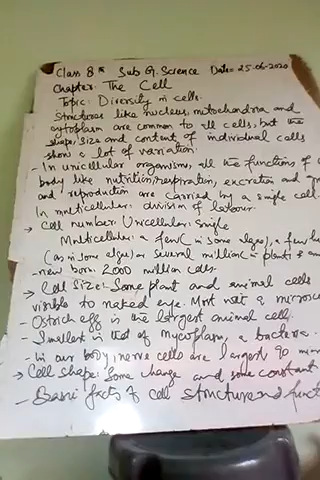 Class 8th Sub G. Science Date= 25.06.2020
Chapter: The Cell
Topic: Diversity in cells.
Structures like nucleus, mitochondria and
cytoplasm are common to all cells, but the
shape, size and content of individual cells
show a lot of variation.
- In unicellular organisms, all the functions of
body like nutrition, respiration, excretion and
and reproduction are carried by a single cell.
In multicellular: division of labour.
→ Cell number: Unicellular: Single
Multicellular: a few (in some algae), a few
(as in some algae) or several million = plants &
- new born: 2000 million cells.
→ Cell Size: Some plant and animal cells
visible to naked eye. Most need a
- Ostrich egg is the largest animal cell.
- Smallest is that of mycoplasm, a bacteria.
- In our body, nerve cells are largest, 90
→ Cell shape: Some change and some constant
- Basic facts of cell structure and